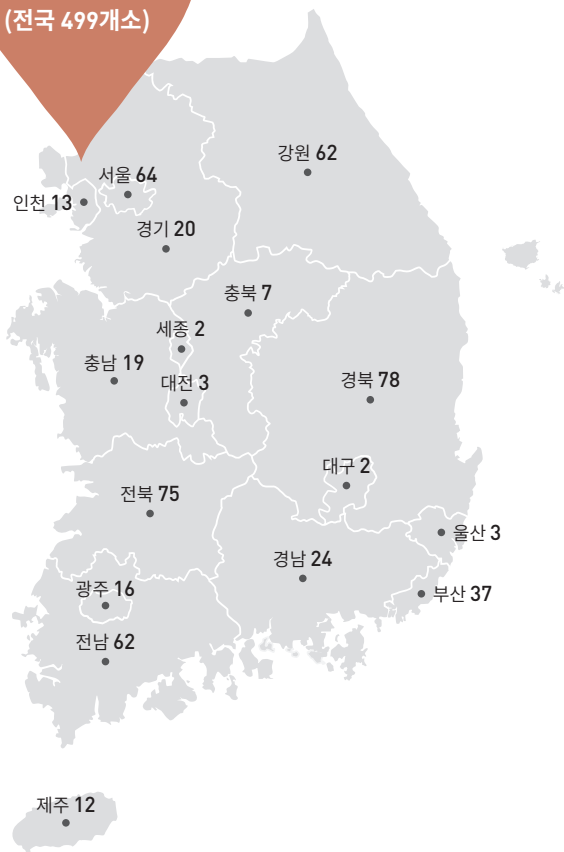 (전국 499개소)
강원 62
서울 64
인천 13
경기 20
충북 7
세종 2
충남 19
대전 3
경북 78
대구 2
전북 75
울산 3
경남 24
광주 16
부산 37
전남 62
제주 12